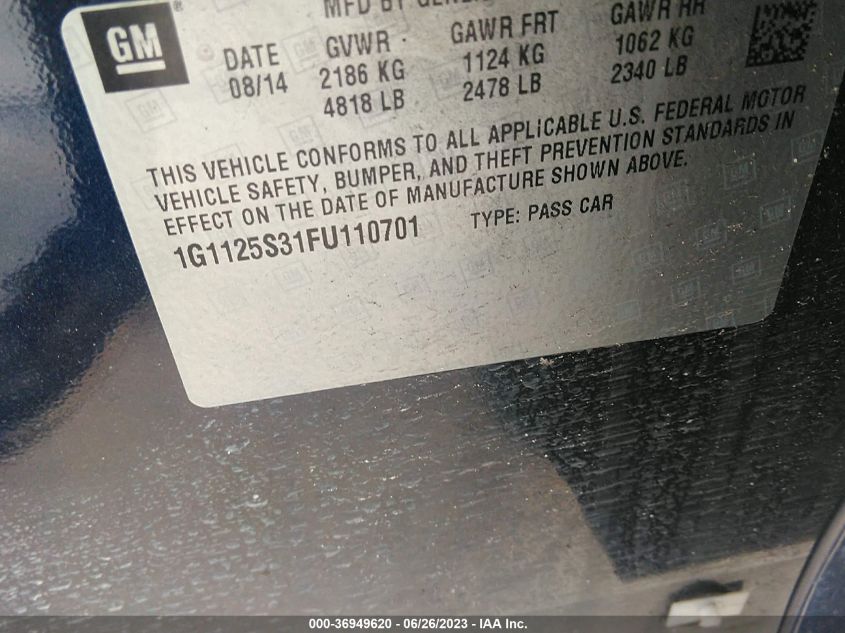 GM
MFD BY
DATE
08/14
GVWR
2186 KG
4818 LB
GAWR FRT
1124 KG
2478 LB
GAWR RR
1062 KG
2340 LB
THIS VEHICLE CONFORMS TO ALL APPLICABLE U.S. FEDERAL MOTOR
VEHICLE SAFETY, BUMPER, AND THEFT PREVENTION STANDARDS IN
EFFECT ON THE DATE OF MANUFACTURE SHOWN ABOVE.
1G1125S31FU110701 TYPE: PASS CAR
000-36949620 - 06/26/2023 - IAA Inc.